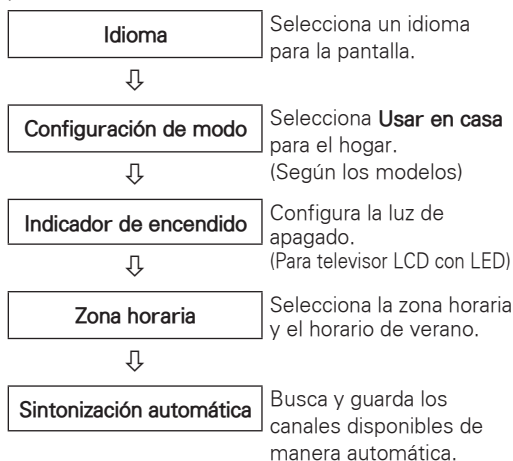 Idioma
Selecciona un idioma
para la pantalla.
Configuración de modo
Selecciona Usar en casa
para el hogar.
(Según los modelos)
Indicador de encendido
Configura la luz de
apagado.
(Para televisor LCD con LED)
Zona horaria
Selecciona la zona horaria
y el horario de verano.
Sintonización automática
Busca y guarda los
canales disponibles de
manera automática.